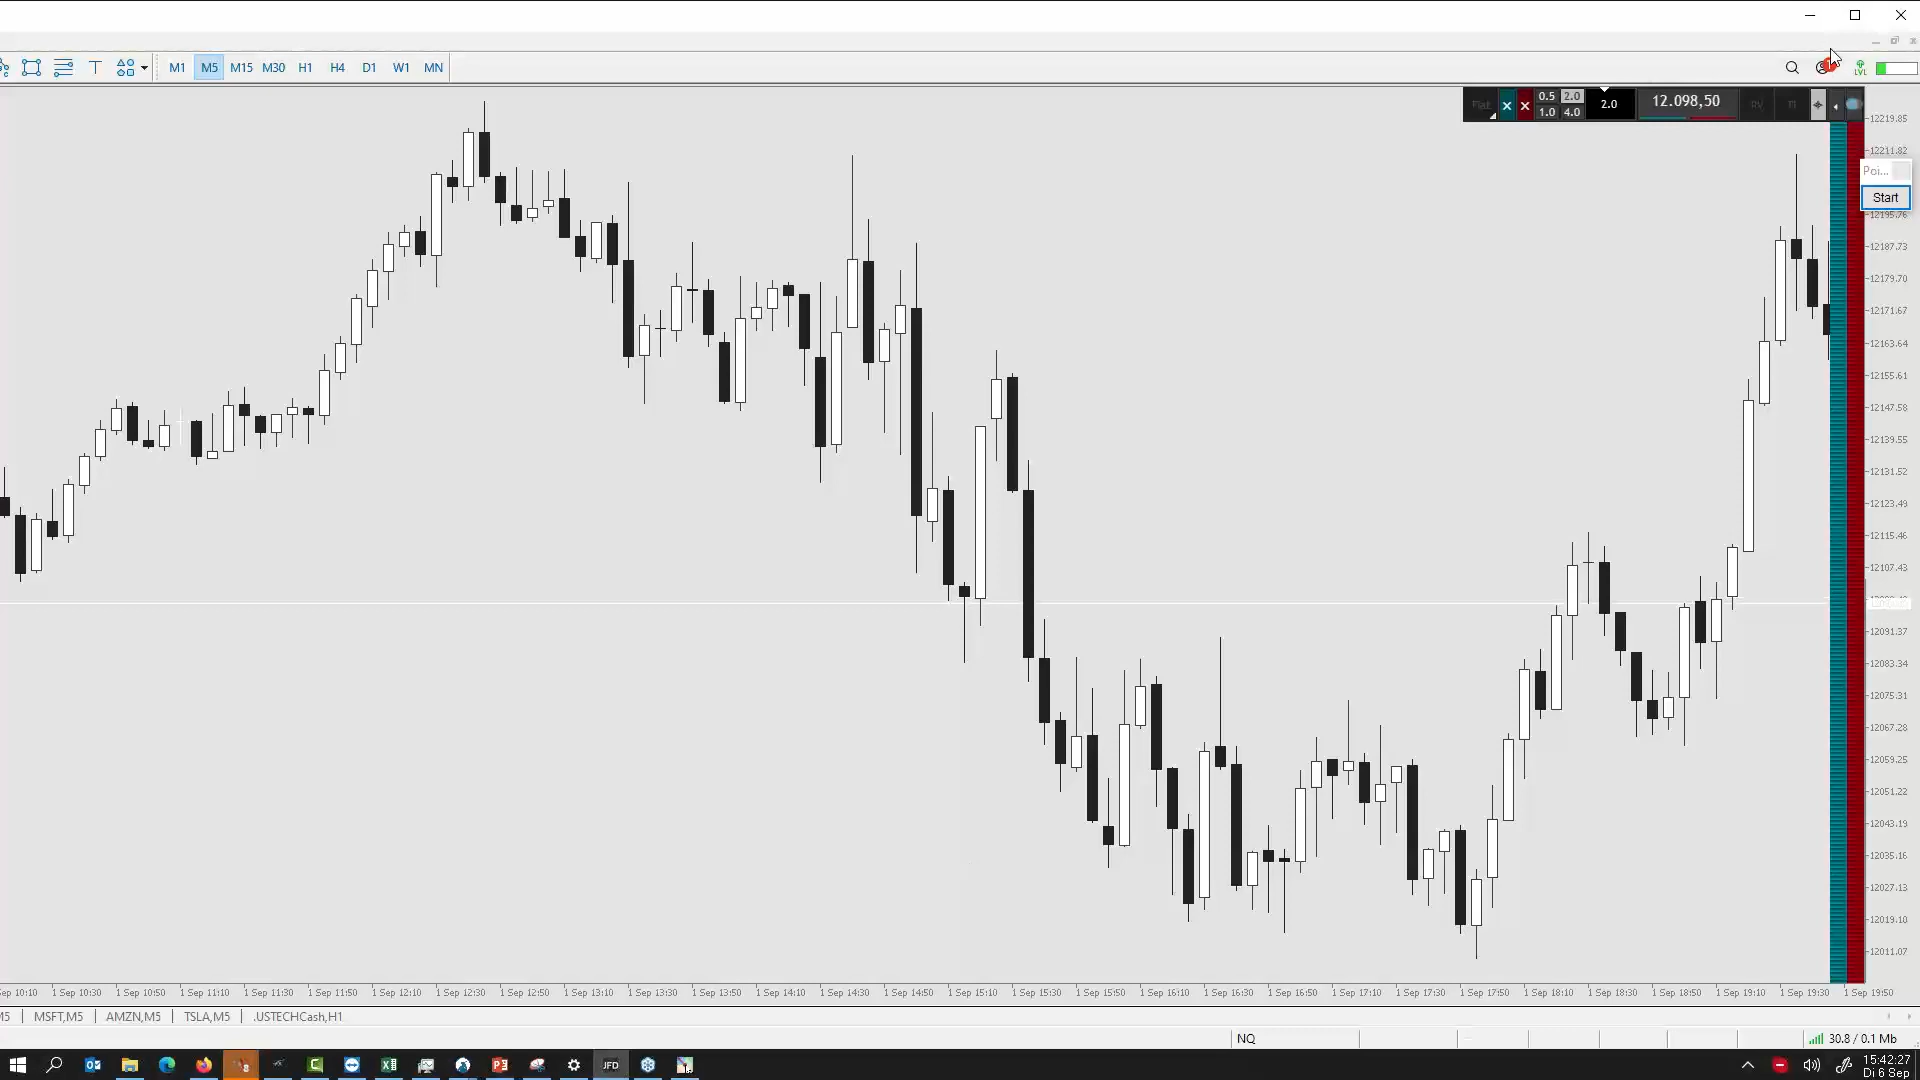 M1 M5 M15 M30 H1 H4 D1 W1 MN
LVL
Flat 0.5 2.0 2.0 12.098,50
1.0 4.0
12219.85
12211.82
Poi...
Start
12195.76
12187.73
12179.70
12171.67
12163.64
12155.61
12147.58
12139.55
12131.52
12123.49
12115.46
12107.43
12091.37
12083.34
12075.31
12067.28
12059.25
12051.22
12043.19
12035.16
12027.13
12019.10
12011.07
Sep 10:10 1 Sep 10:30 1 Sep 10:50 1 Sep 11:10 1 Sep 11:30 1 Sep 11:50 1 Sep 12:10 1 Sep 12:30 1 Sep 12:50 1 Sep 13:10 1 Sep 13:30 1 Sep 13:50 1 Sep 14:10 1 Sep 14:30 1 Sep 14:50 1 Sep 15:10 1 Sep 15:30 1 Sep 15:50 1 Sep 16:10 1 Sep 16:30 1 Sep 16:50 1 Sep 17:10 1 Sep 17:30 1 Sep 17:50 1 Sep 18:10 1 Sep 18:30 1 Sep 18:50 1 Sep 19:10 1 Sep 19:30 1 Sep 19:50
M5 | MSFT,M5 | AMZN,M5 | TSLA,M5 | .USTECHCash,H1
NQ 30.8 / 0.1 Mb
JFD 15:42:27
Di 6 Sep